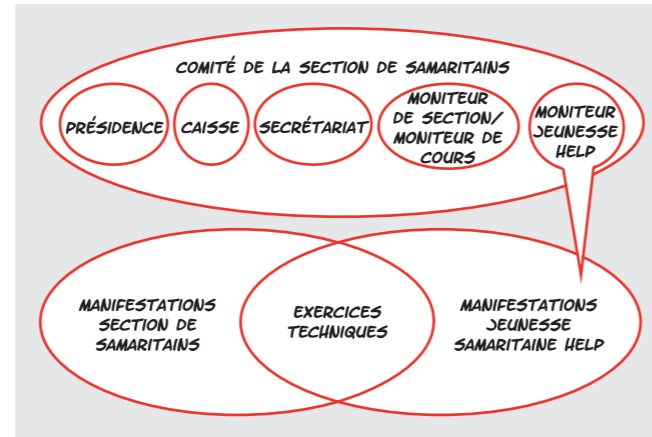 COMITÉ DE LA SECTION DE SAMARITAINS
PRÉSIDENCE
CAISSE
SECRÉTARIAT
MONITEUR
DE SECTION/
MONITEUR DE
COURS
MONITEUR
JEUNESSE
HELP
MANIFESTATIONS
SECTION DE
SAMARITAINS
EXERCICES
TECHNIQUES
MANIFESTATIONS
JEUNESSE
SAMARITAINE HELP